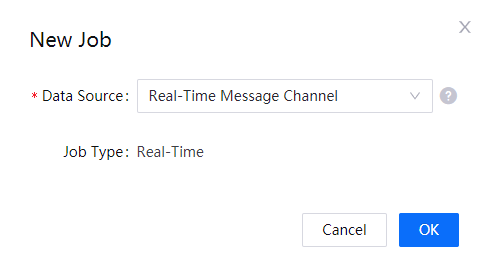 New Job
* Data Source: Real-Time Message Channel ?
Job Type: Real-Time
Cancel OK